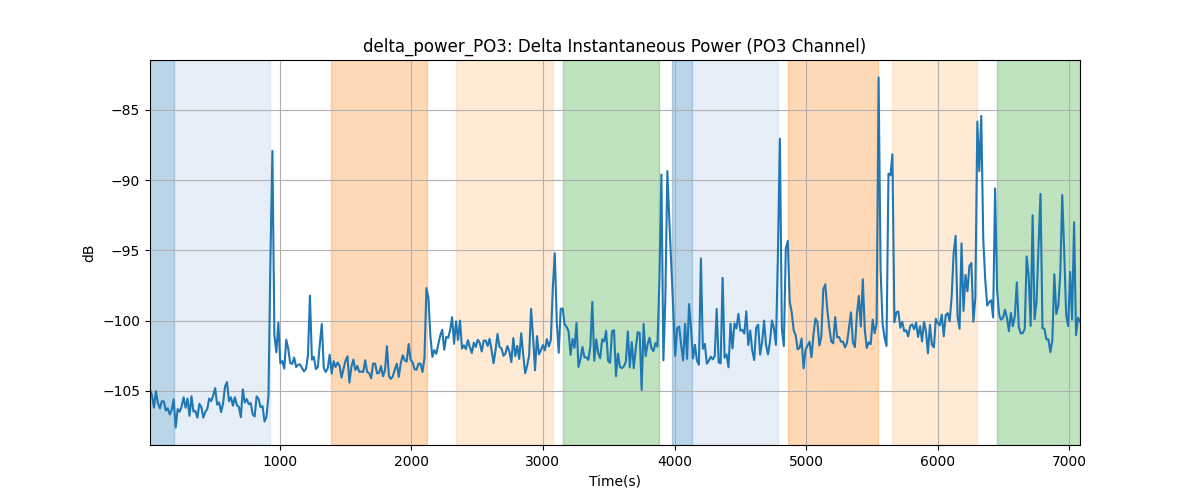 delta_power_PO3: Delta Instantaneous Power (PO3 Channel)
dB
−85
−90
−95
−100
−105
1000 2000 3000 4000 5000 6000 7000
Time(s)